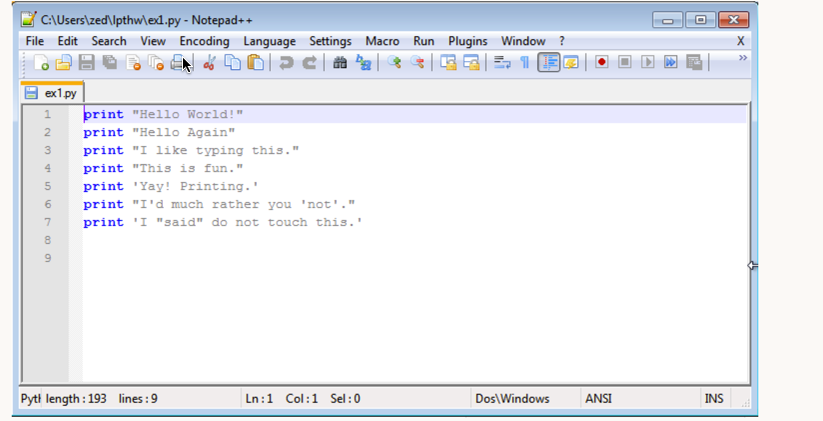 C:\Users\zed\lpthw\ex1.py - Notepad++
File Edit Search View Encoding Language Settings Macro Run Plugins Window ? X
ex1.py
1 print "Hello World!"
2 print "Hello Again"
3 print "I like typing this."
4 print "This is fun."
5 print 'Yay! Printing.'
6 print "I'd much rather you 'not'."
7 print 'I "said" do not touch this.'
8
9
Pyth length : 193 lines : 9 Ln : 1 Col : 1 Sel : 0 Dos\Windows ANSI INS